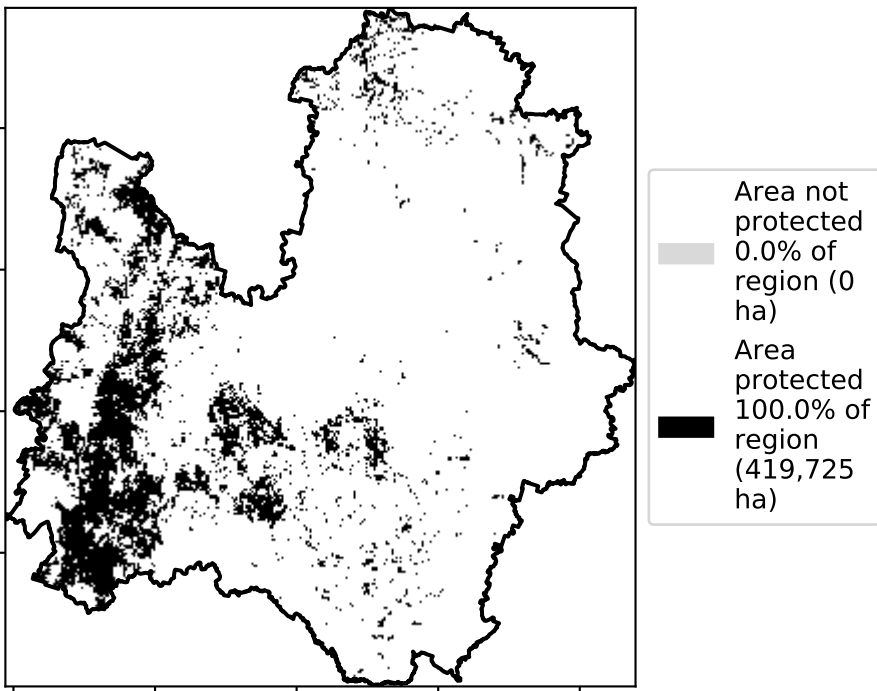 Area not
protected
0.0% of
region (0
ha)
Area
protected
100.0% of
region
(419,725
ha)